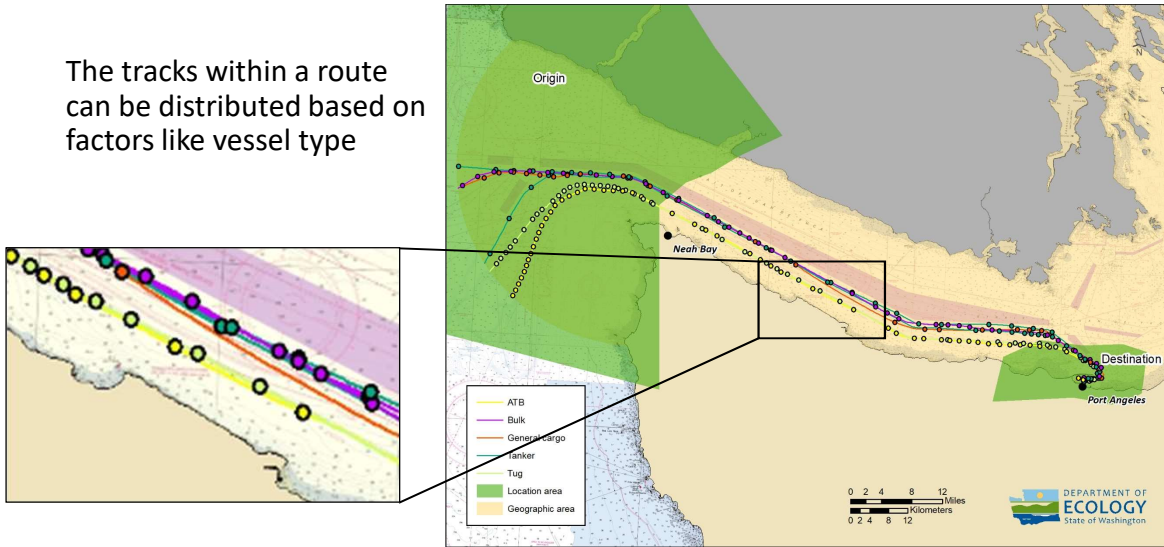 The tracks within a route
can be distributed based on
factors like vessel type
Origin
N
Neah Bay
Destination
Port Angeles
ATB
Bulk
General cargo
Tanker
Tug
Location area
Geographic area
0 2 4 8 12
Miles
Kilometers
0 2 4 8 12
DEPARTMENT OF
ECOLOGY
State of Washington